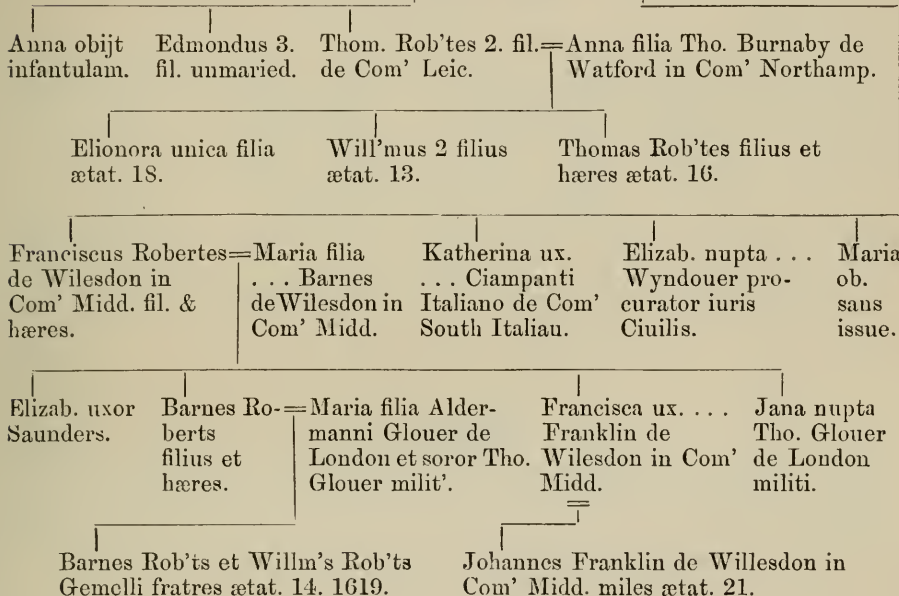 Anna obijt
infantulam.
Edmondus 3.
fil. unmaried.
Thom. Rob'tes 2. fil.=
de Com' Leic.
Anna filia Tho. Burnaby de
Watford in Com' Northamp.
Elionora unica filia
ætat. 18.
Will'mus 2 filius
ætat. 13.
Thomas Rob'tes filius et
hæres ætat. 16.
Franciscus Robertes=
de Wilesdon in
Com' Midd. fil. &
hæres.
Maria filia
. . . Barnes
de Wilesdon in
Com' Midd.
Katherina ux.
. . . Ciampanti
Italiano de Com'
South Italiau.
Elizab. nupta . . .
Wyndouer pro-
curator iuris
Ciuilis.
Maria
ob.
sans
issue.
Elizab. uxor
Saunders.
Barnes Ro-=
berts
filius et
hæres.
Maria filia Alder-
manni Glouer de
London et soror Tho.
Glouer milit'.
Francisca ux. . . .
Franklin de
Wilesdon in Com'
Midd.
Jana nupta
Tho. Glouer
de London
militi.
Barnes Rob'ts et Willm's Rob'ts
Gemelli fratres ætat. 14. 1619.
Johannes Franklin de Willesdon in
Com' Midd. miles ætat. 21.